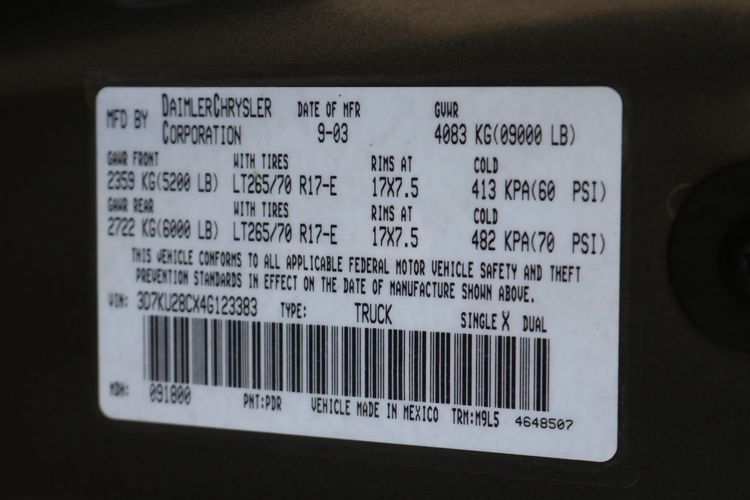 MFD BY DAIMLERCHRYSLER CORPORATION DATE OF MFR 9-03 GVWR 4083 KG(09000 LB)
GAWR FRONT WITH TIRES RIMS AT COLD
2359 KG(5200 LB) LT265/70 R17-E 17X7.5 413 KPA(60 PSI)
GAWR REAR WITH TIRES RIMS AT COLD
2722 KG(6000 LB) LT265/70 R17-E 17X7.5 482 KPA(70 PSI)
THIS VEHICLE CONFORMS TO ALL APPLICABLE FEDERAL MOTOR VEHICLE SAFETY AND THEFT
PREVENTION STANDARDS IN EFFECT ON THE DATE OF MANUFACTURE SHOWN ABOVE.
VIN: 3D7KU28CX4G123383 TYPE: TRUCK SINGLE X DUAL
MDH: 091800 PNT:PDR VEHICLE MADE IN MEXICO TRM:M9L5 4648507